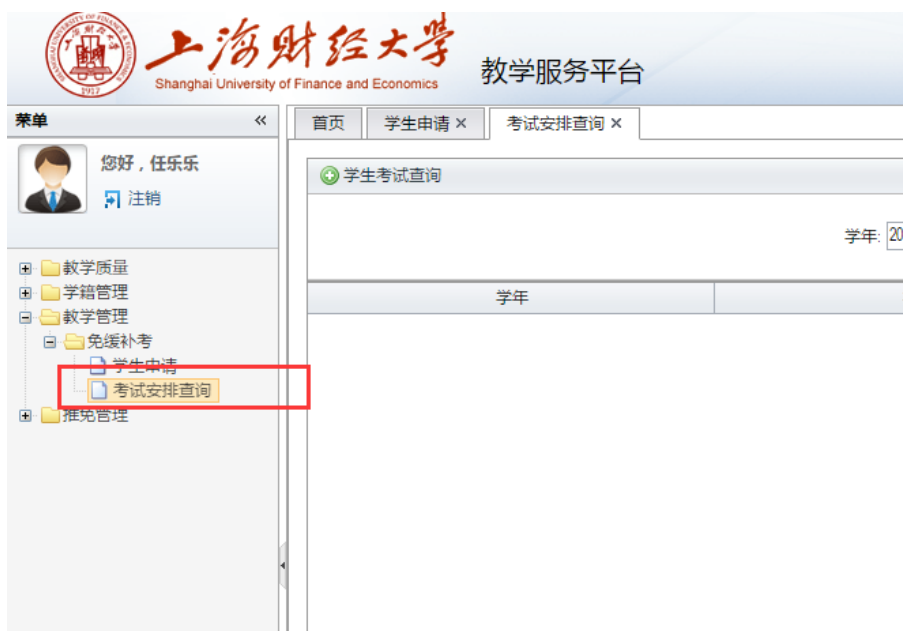 上海财经大学
Shanghai University of Finance and Economics
教学服务平台
菜单 «
首页 学生申请 × 考试安排查询 ×
您好，任乐乐
注销
学生考试查询
学年: 20
学年
教学质量
学籍管理
教学管理
免缓补考
学生申请
考试安排查询
推免管理